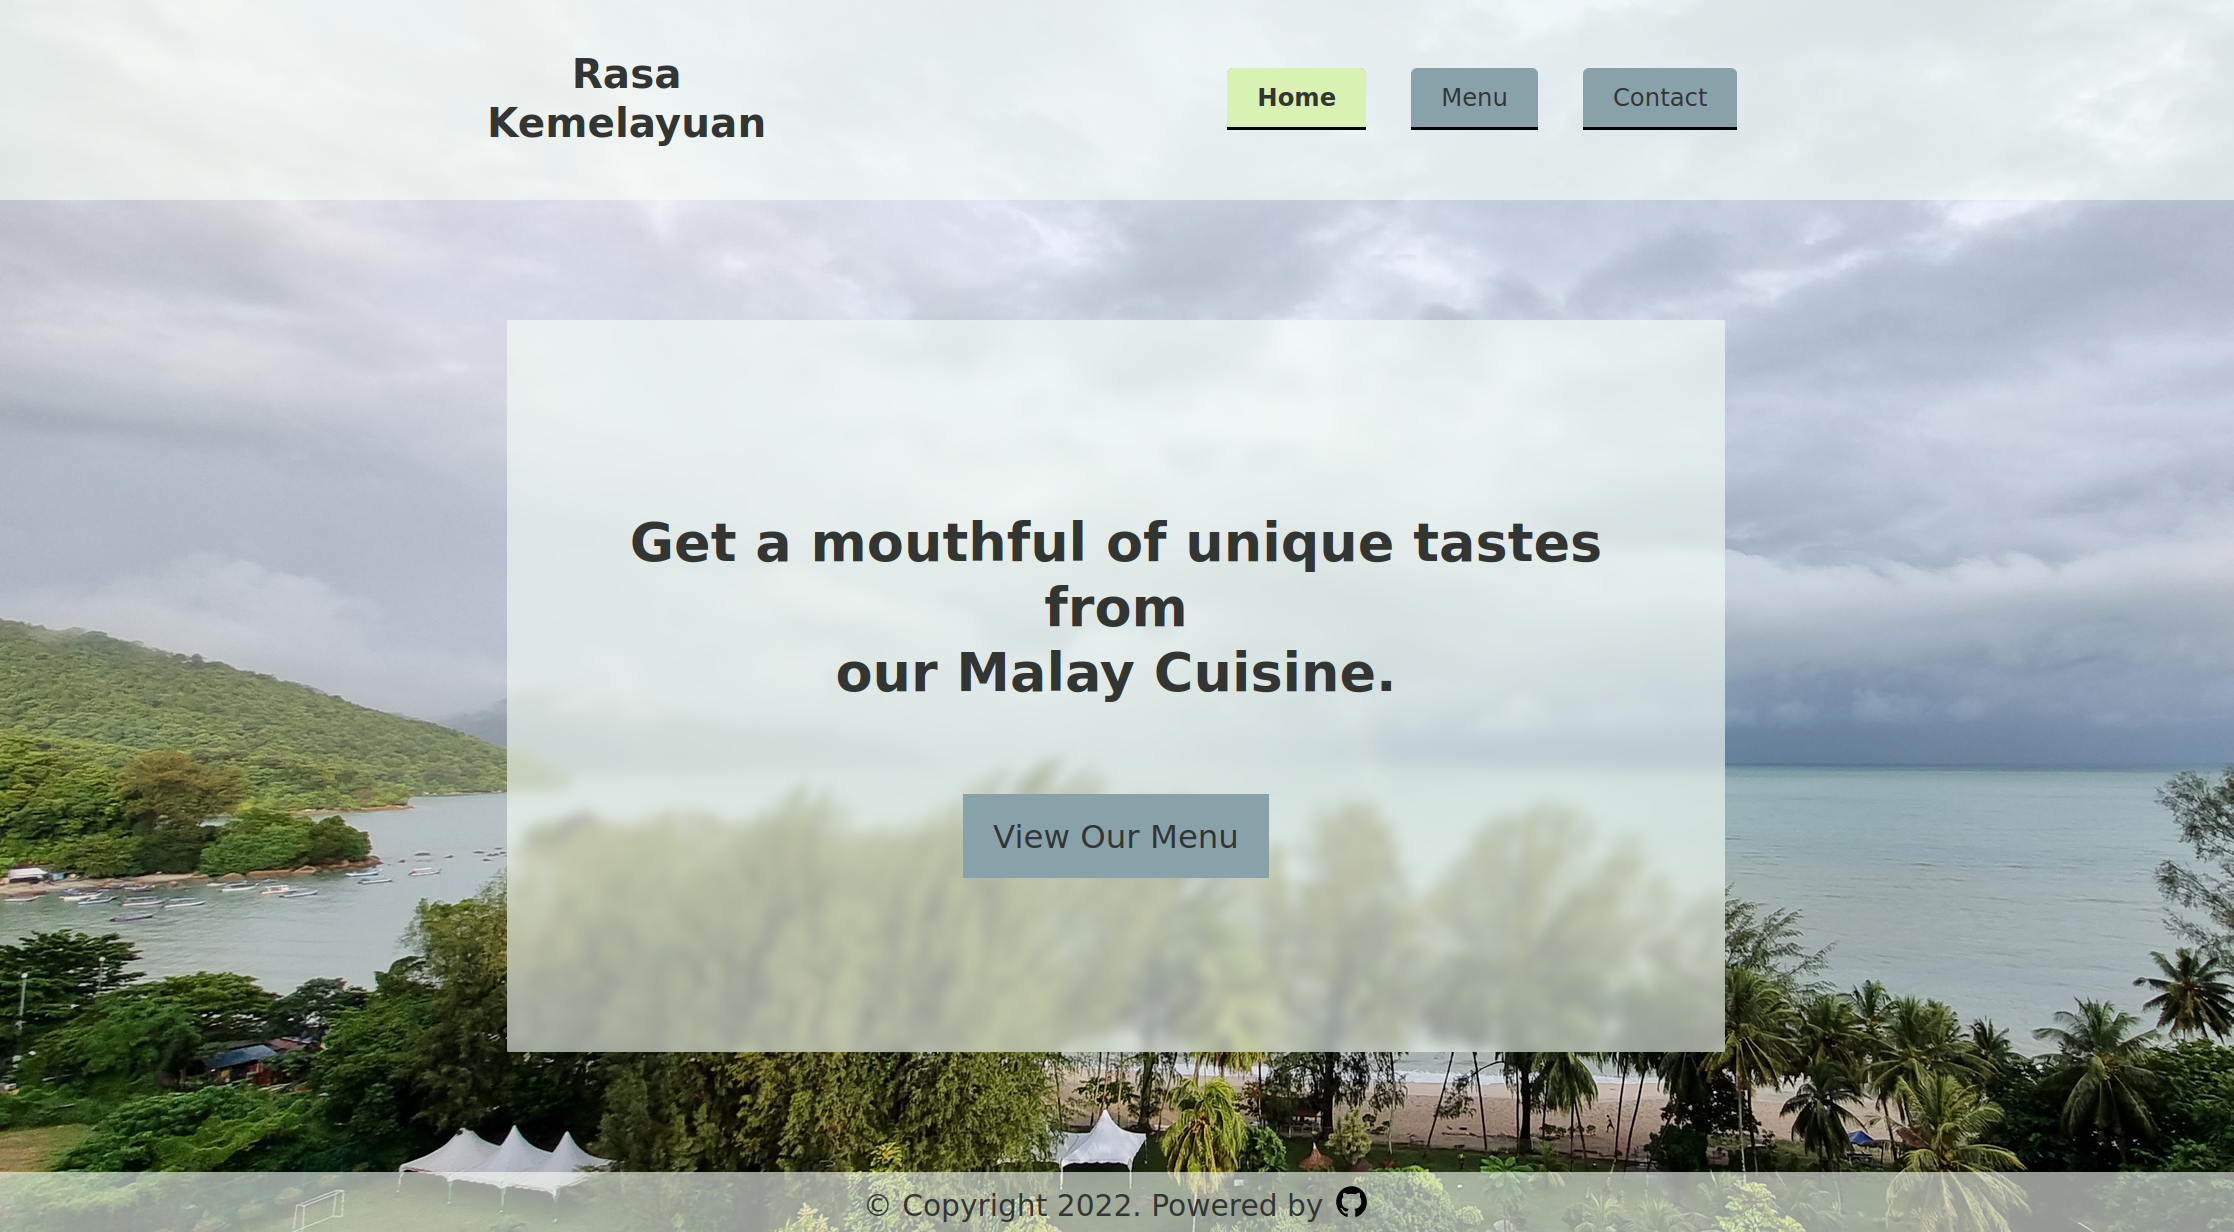 Rasa
Kemelayuan
Home
Menu
Contact
Get a mouthful of unique tastes
from
our Malay Cuisine.
View Our Menu
© Copyright 2022. Powered by